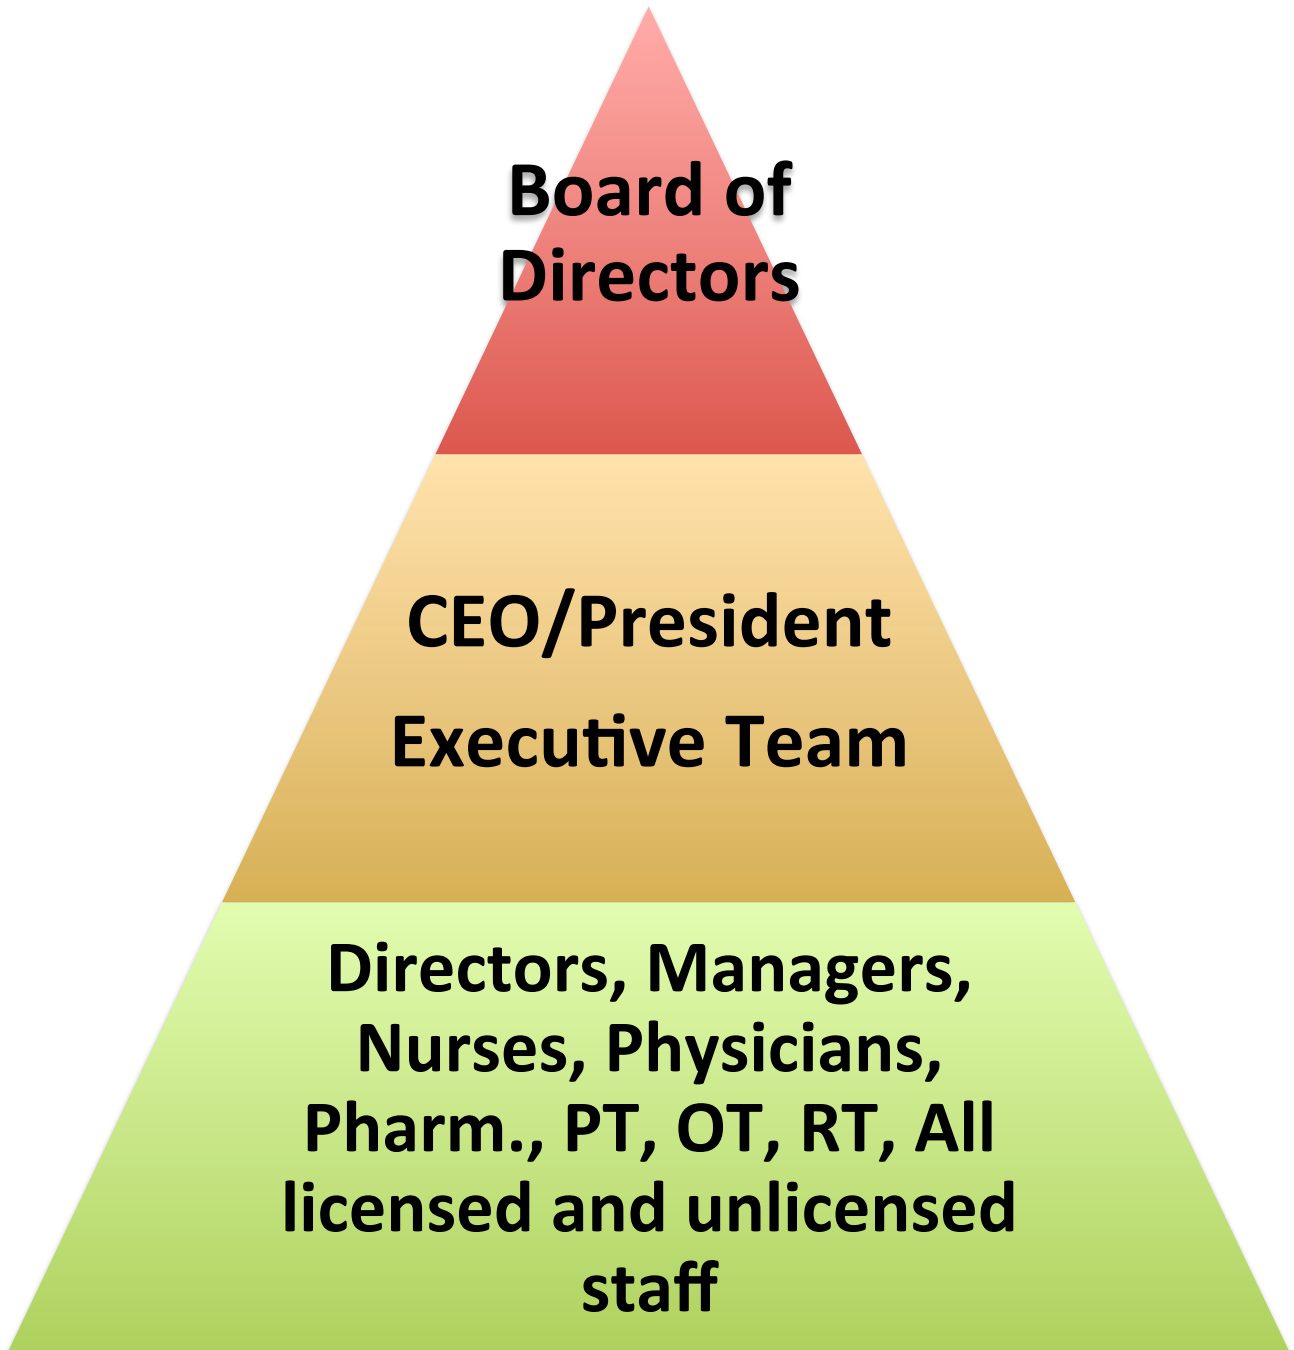 Board of
Directors
CEO/President
Executive Team
Directors, Managers,
Nurses, Physicians,
Pharm., PT, OT, RT, All
licensed and unlicensed
staff